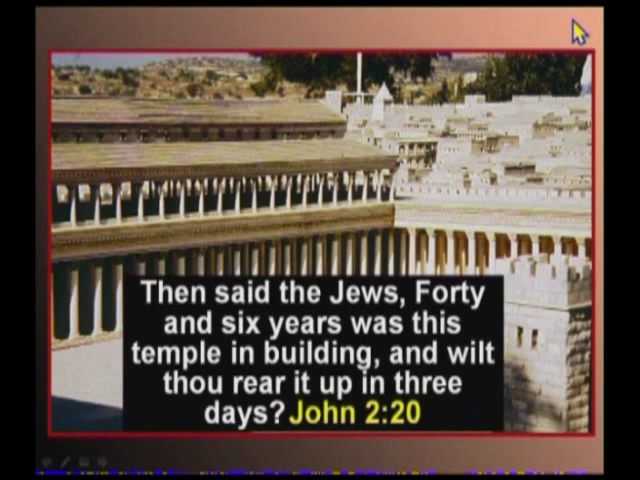 Then said the Jews, Forty
and six years was this
temple in building, and wilt
thou rear it up in three
days? John 2:20